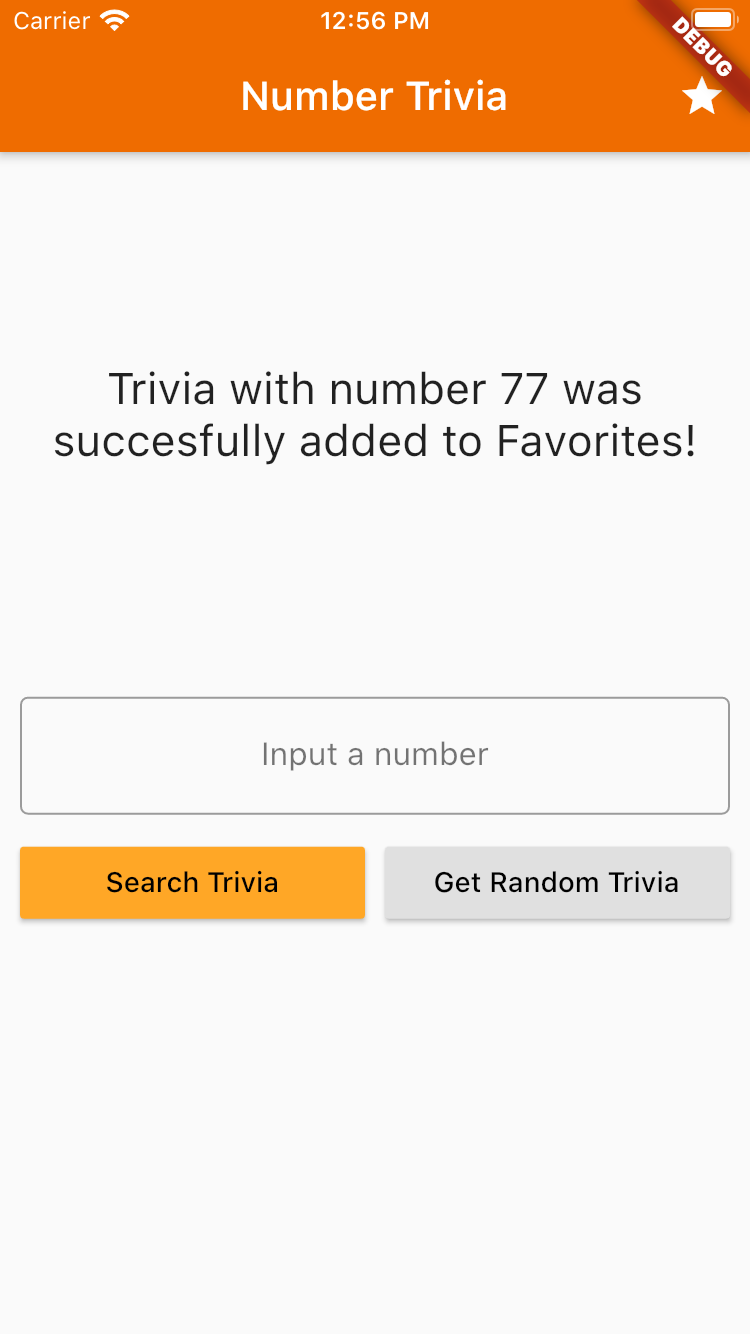 Carrier 12:56 PM
DEBUG
Number Trivia
Trivia with number 77 was
succesfully added to Favorites!
Input a number
Search Trivia Get Random Trivia